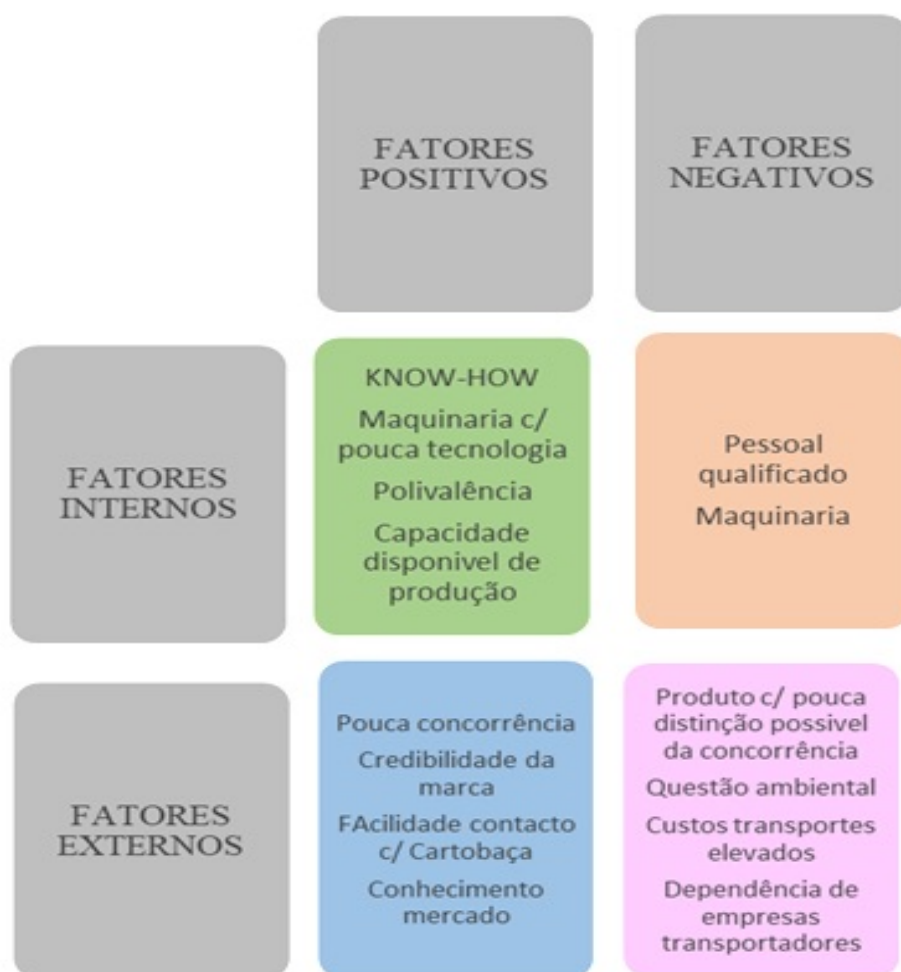 FATORES
POSITIVOS
FATORES
NEGATIVOS
FATORES
INTERNOS
KNOW-HOW
Maquinaria c/
pouca tecnologia
Polivalência
Capacidade
disponivel de
produção
Pessoal
qualificado
Maquinaria
FATORES
EXTERNOS
Pouca concorrência
Credibilidade da
marca
FAcilidade contacto
c/ Cartobaça
Conhecimento
mercado
Produto c/ pouca
distinção possivel
da concorrência
Questão ambiental
Custos transportes
elevados
Dependência de
empresas
transportadores